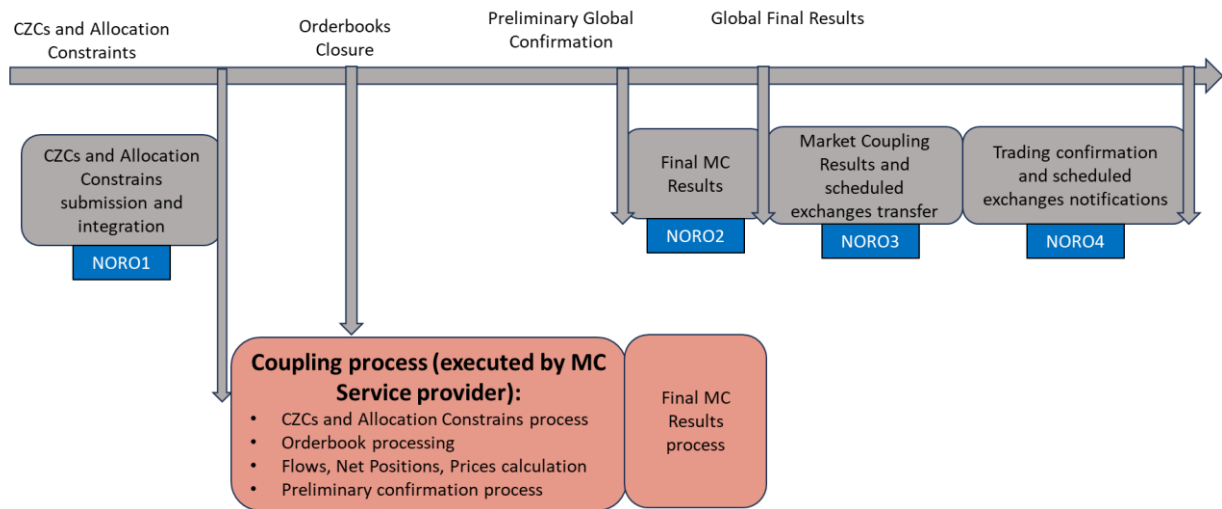 CZCs and Allocation
Constraints
Orderbooks
Closure
Preliminary Global
Confirmation
Global Final Results
CZCs and Allocation
Constrains
submission and
integration
NORO1
Final MC
Results
NORO2
Market Coupling
Results and
scheduled
exchanges transfer
NORO3
Trading confirmation
and scheduled
exchanges notifications
NORO4
Coupling process (executed by MC
Service provider):
• CZCs and Allocation Constrains process
• Orderbook processing
• Flows, Net Positions, Prices calculation
• Preliminary confirmation process
Final MC
Results
process